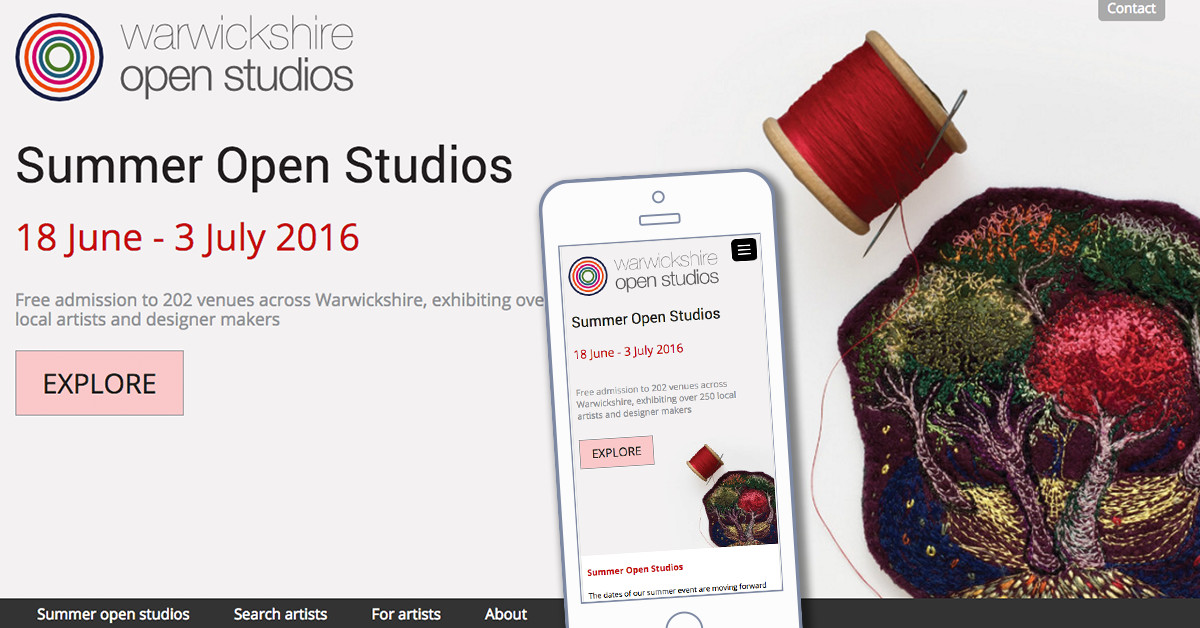 Contact
warwickshire
open studios
Summer Open Studios
18 June - 3 July 2016
Free admission to 202 venues across Warwickshire, exhibiting ove
local artists and designer makers
EXPLORE
warwickshire
open studios
Summer Open Studios
18 June - 3 July 2016
Free admission to 202 venues across
Warwickshire, exhibiting over 250 local
artists and designer makers
EXPLORE
Summer Open Studios
The dates of our summer event are moving forward
Summer open studios
Search artists
For artists
About